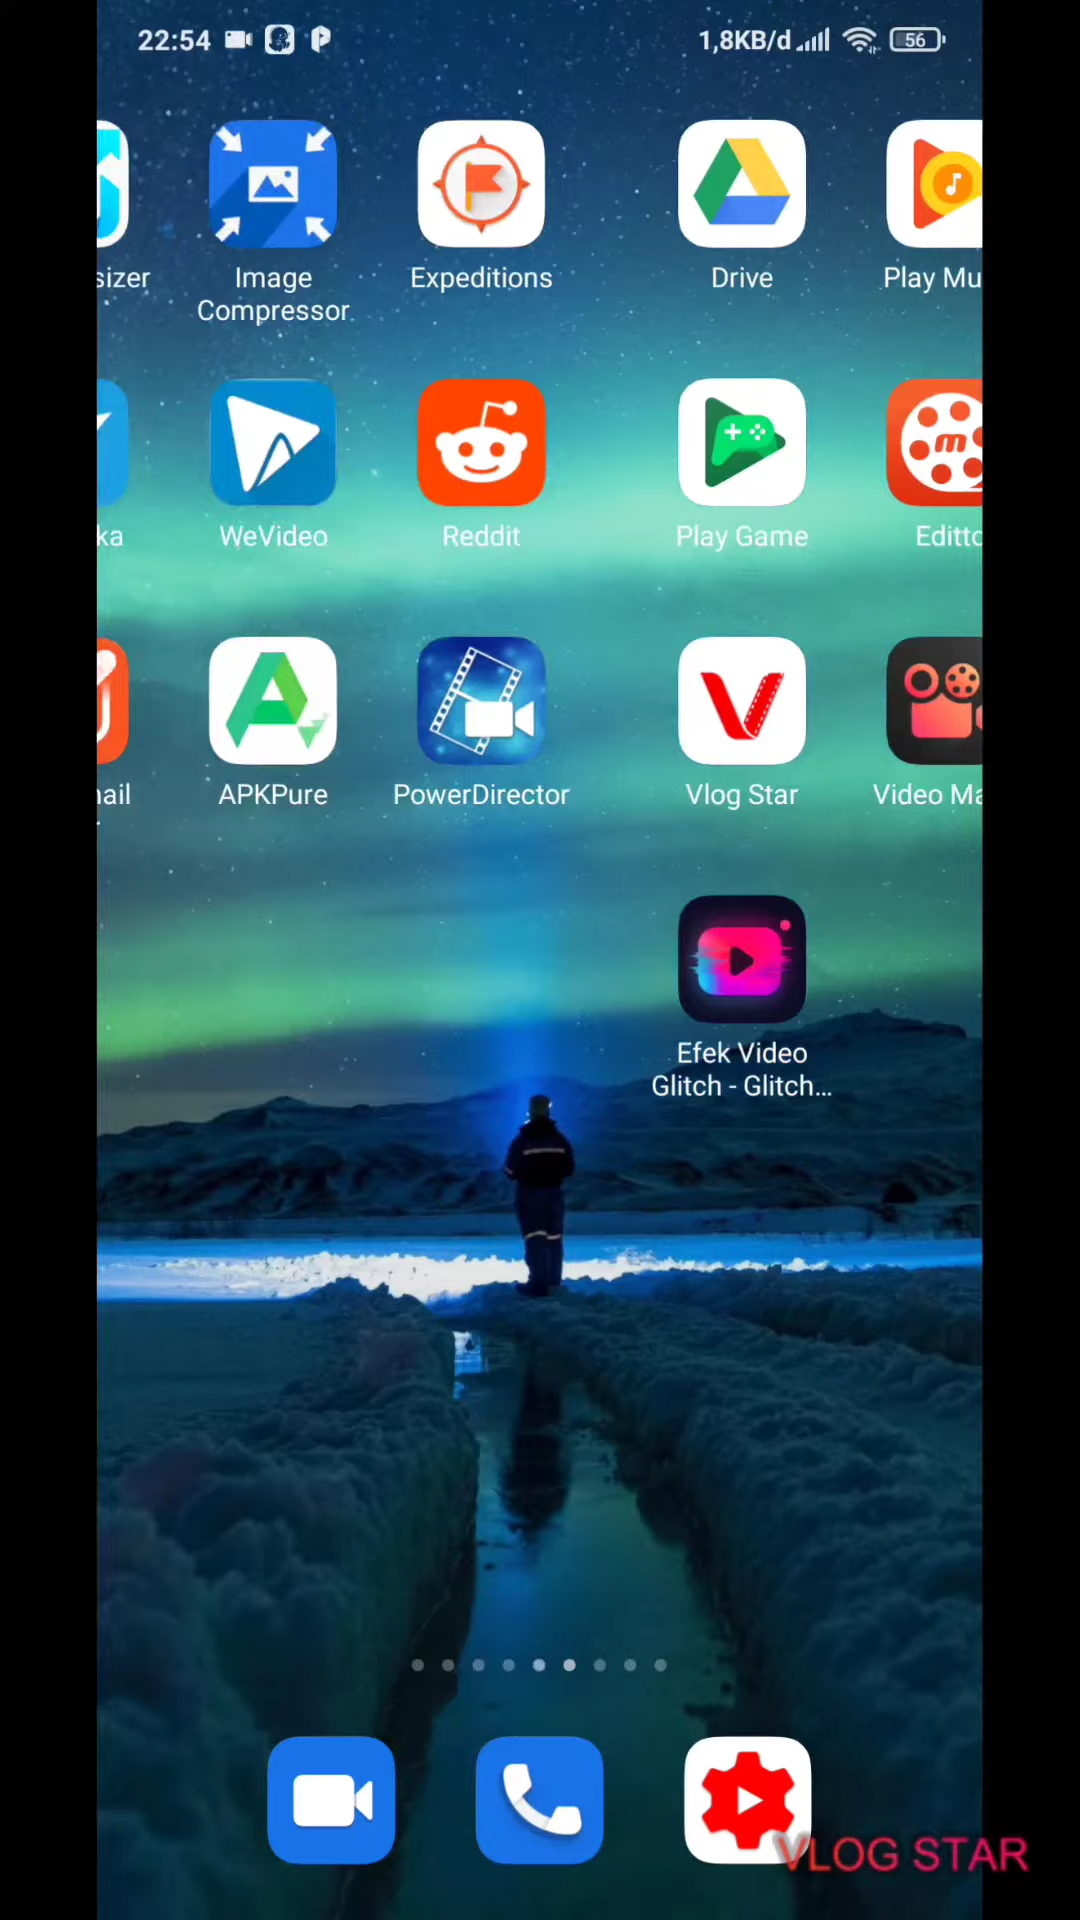 22:54
1,8KB/d
56
sizer
Image
Compressor
Expeditions
Drive
Play Mu
ka
WeVideo
Reddit
Play Game
Editto
ail
APKPure
PowerDirector
Vlog Star
Video Ma
Efek Video
Glitch - Glitch...
VLOG STAR